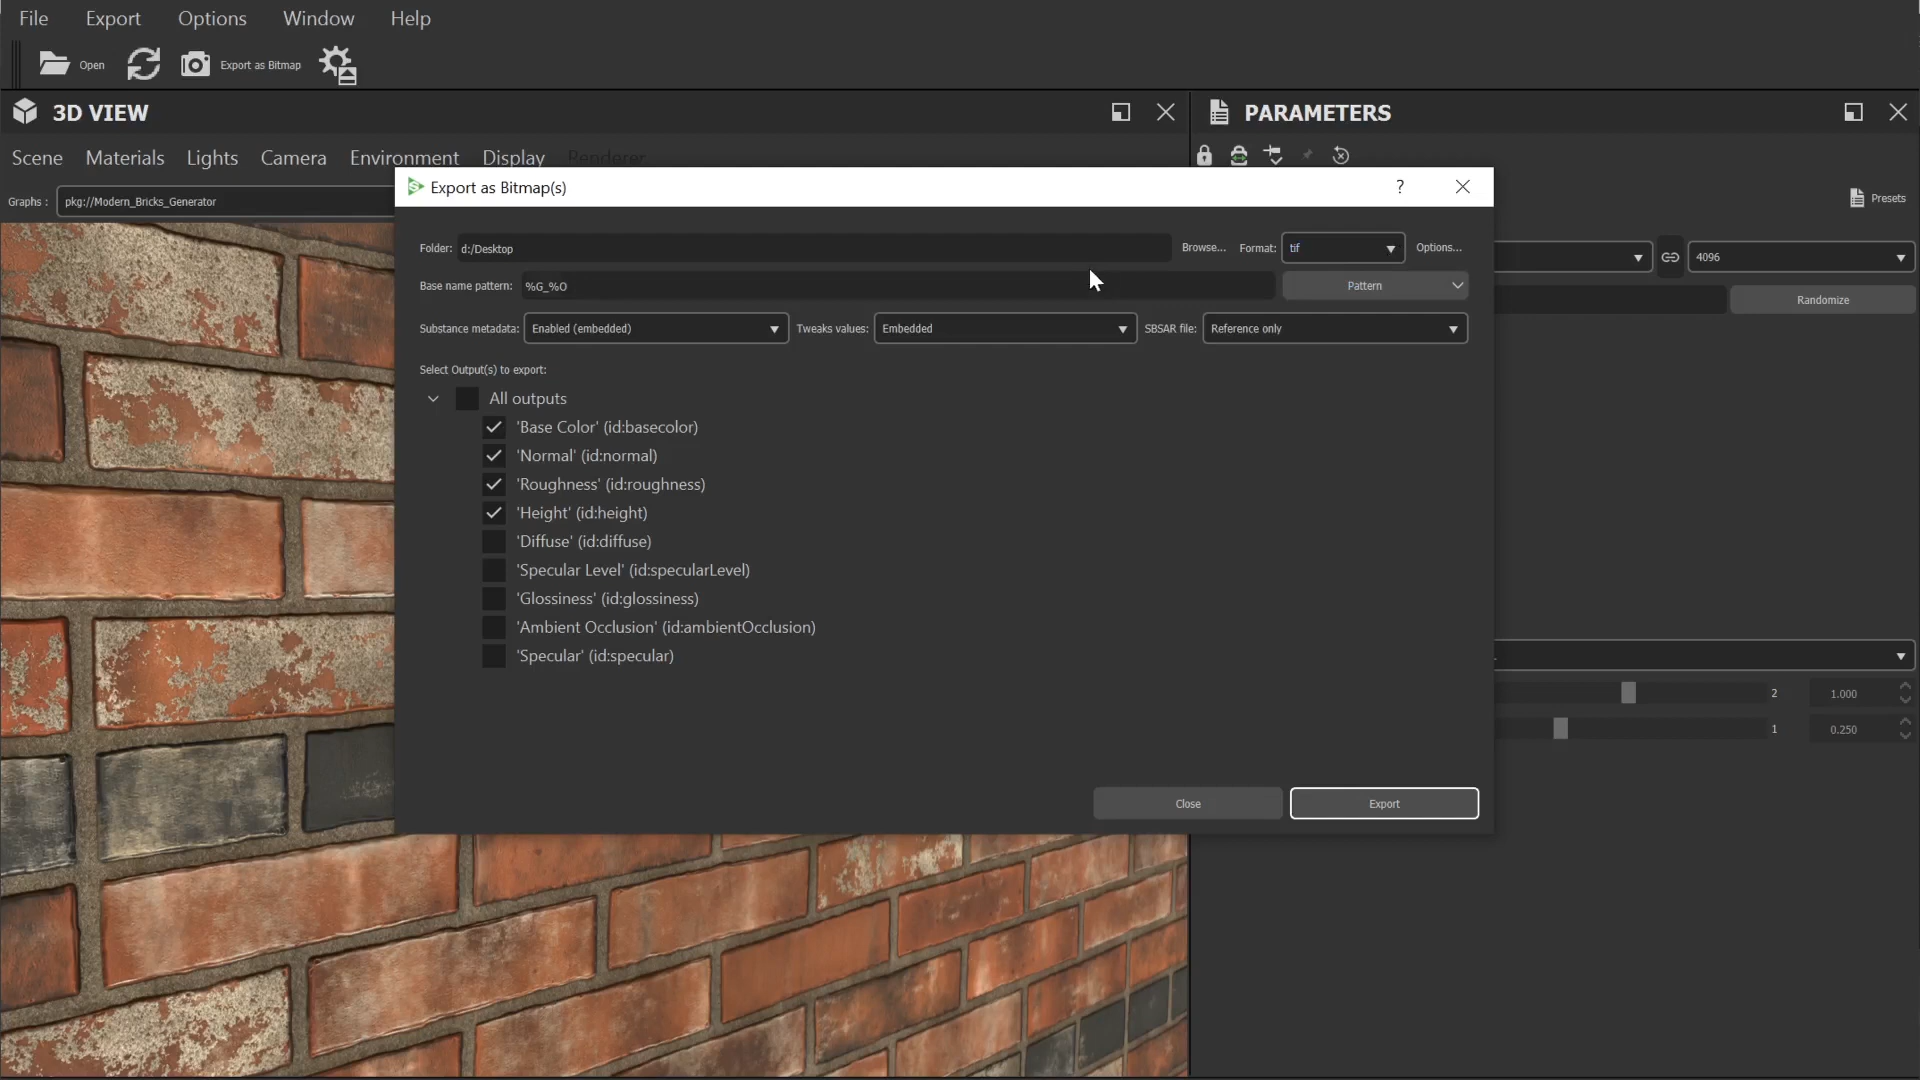 File Export Options Window Help
Open Export as Bitmap
3D VIEW
PARAMETERS
Scene Materials Lights Camera Environment Display Renderer
Graphs : pkg://Modern_Bricks_Generator
Presets
Export as Bitmap(s) ?
Folder: d:/Desktop Browse... Format: tif Options...
4096
Base name pattern: %G_%O Pattern
Randomize
Substance metadata: Enabled (embedded) Tweaks values: Embedded SBSAR file: Reference only
Select Output(s) to export:
All outputs
'Base Color' (id:basecolor)
'Normal' (id:normal)
'Roughness' (id:roughness)
'Height' (id:height)
'Diffuse' (id:diffuse)
'Specular Level' (id:specularLevel)
'Glossiness' (id:glossiness)
'Ambient Occlusion' (id:ambientOcclusion)
'Specular' (id:specular)
2 1.000
1 0.250
Close Export